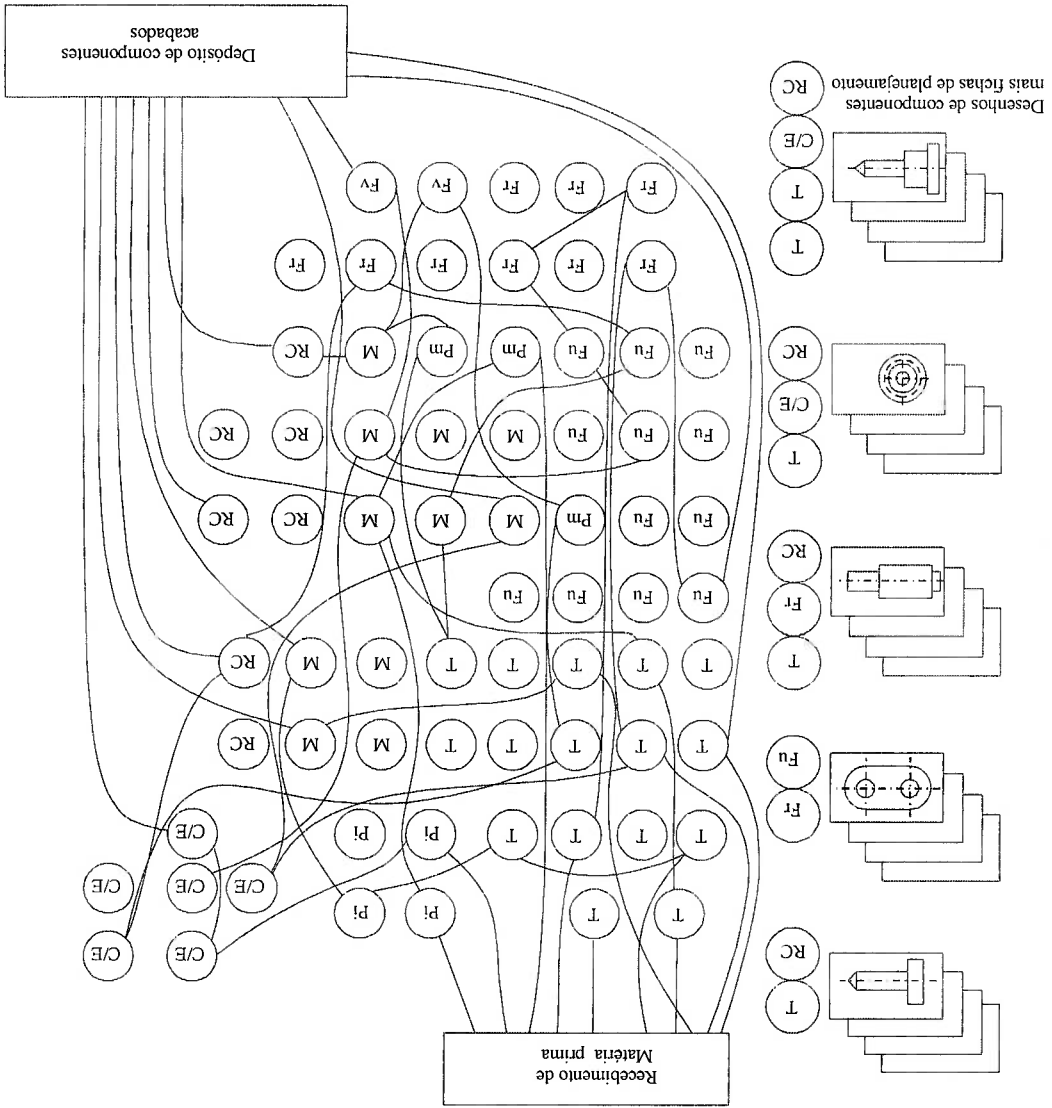 Recebimento de
Matéria prima
T
RC
Fr
Fu
T
Fr
RC
T
C/E
RC
T
T
C/E
RC
Desenhos de componentes
mais fichas de planejamento
C/E C/E
T T Pi Pi
C/E C/E C/E
T T T T Pi Pi C/E
T T T T T M M RC
T T T T T M M RC
Fu Fu Fu Fu
Fu Fu Pm M M M RC RC
Fu Fu Fu M M M RC RC
Fu Fu Fu Pm Pm M RC
Fr Fr Fr Fr Fr Fr
Fr Fr Fr Fv Fv
Depósito de componentes
acabados